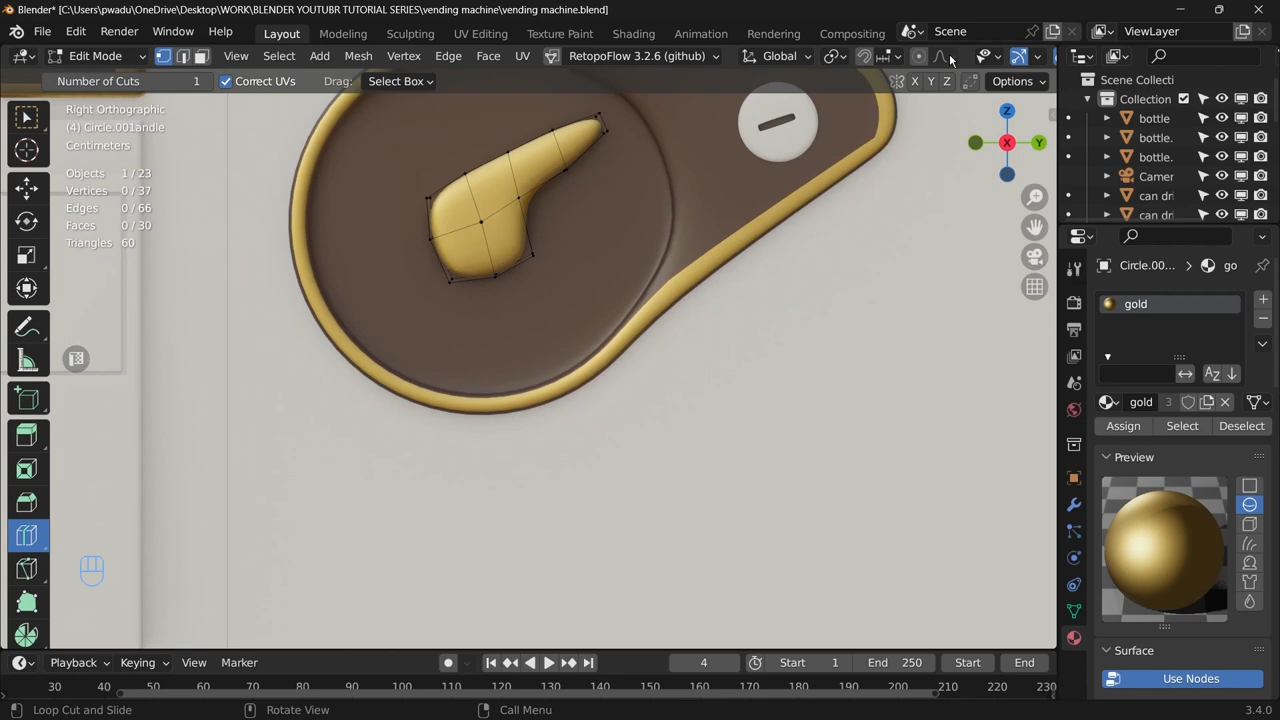 Blender* [C:\Users\pwadu\OneDrive\Desktop\WORK\BLENDER YOUTUBR TUTORIAL SERIES\vending machine\vending machine.blend]
File Edit Render Window Help Layout Modeling Sculpting UV Editing Texture Paint Shading Animation Rendering Compositing Scene ViewLayer
Edit Mode View Select Add Mesh Vertex Edge Face UV RetopoFlow 3.2.6 (github) Global
Number of Cuts 1 Correct UVs Drag: Select Box X Y Z Options
Scene Collecti
Right Orthographic
Collection
(4) Circle.001andle
bottle
Centimeters
bottle.
bottle.
Objects 1 / 23
Camer
Vertices 0 / 37
can dri
Edges 0 / 66
can dri
Faces 0 / 30
Triangles 60
Z
X
Y
Circle.00... go
gold
gold 3
Assign Select Deselect
Preview
Surface
Use Nodes
Playback Keying View Marker 4 Start 1 End 250 Start End
30 40 50 60 70 80 90 100 110 120 130 140 150 160 170 180 190 200 210 220 230
Loop Cut and Slide Rotate View Call Menu 3.4.0